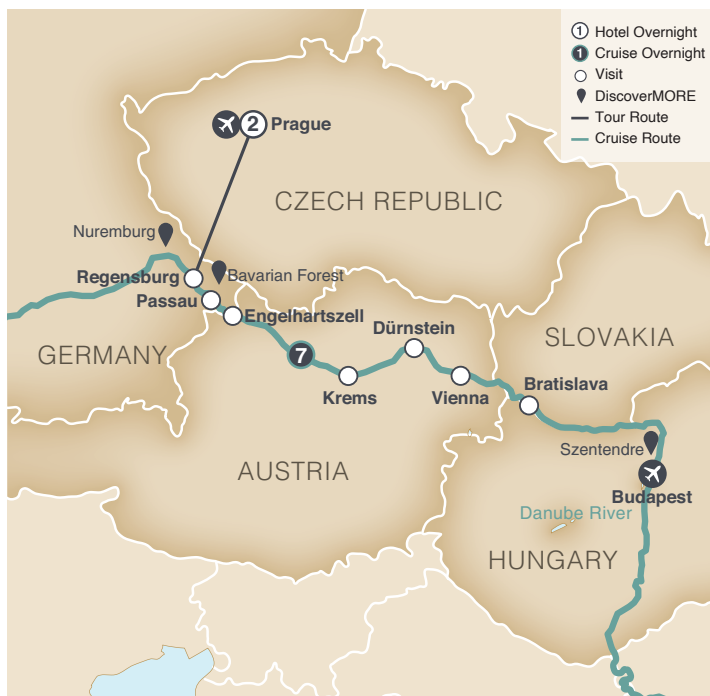 1 Hotel Overnight
1 Cruise Overnight
Visit
DiscoverMORE
Tour Route
Cruise Route
2 Prague
CZECH REPUBLIC
Nuremburg
Regensburg
Bavarian Forest
Passau
Engelhartszell
GERMANY
7
Dürnstein
SLOVAKIA
Krems
Vienna
Bratislava
Szentendre
AUSTRIA
Budapest
Danube River
HUNGARY